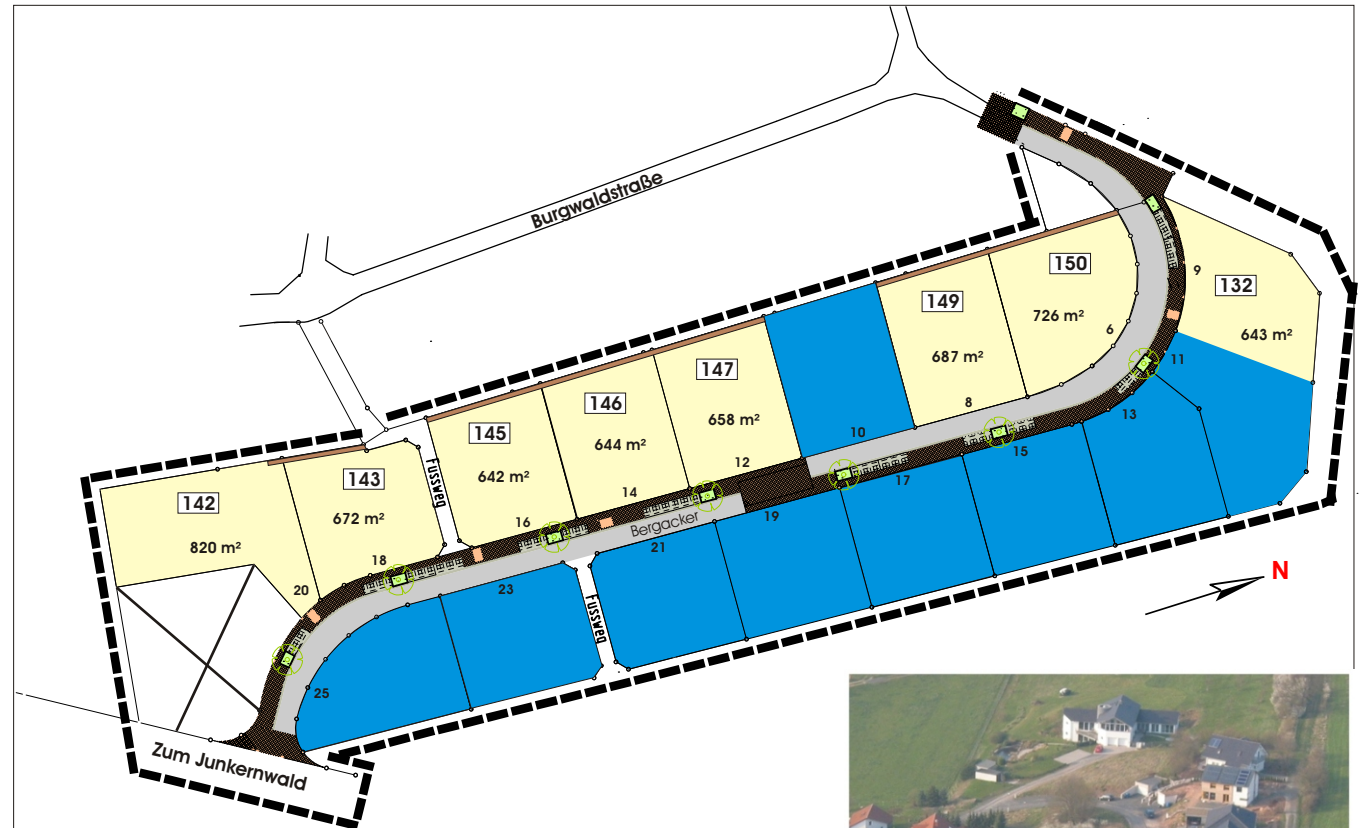 Burgwaldstraße
150
726 m²
6
9
132
643 m²
149
687 m²
8
11
13
147
658 m²
10
15
146
644 m²
12
17
145
642 m²
14
19
Fussweg
16
Bergacker
21
143
672 m²
18
23
142
820 m²
20
Fussweg
25
N
Zum Junkernwald